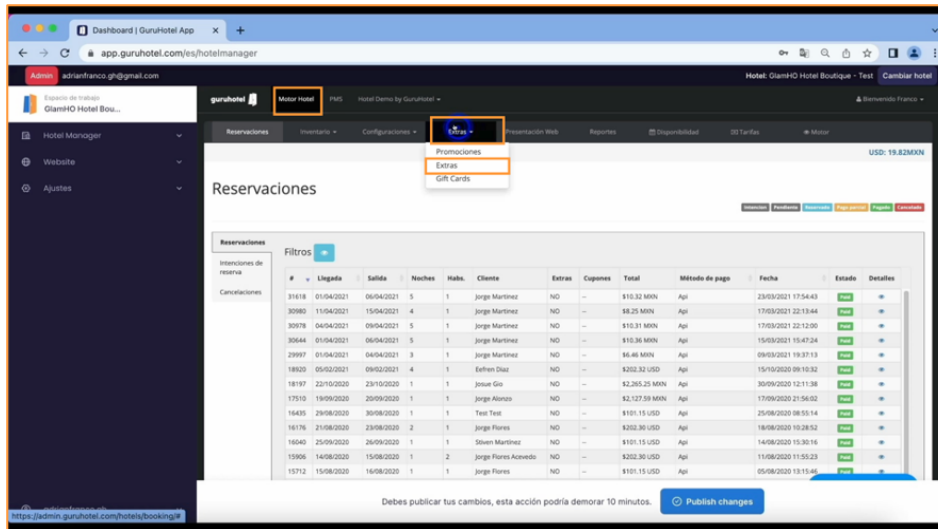 Dashboard | GuruHotel App
app.guruhotel.com/es/hotelmanager
Admin adrianfranco.gh@gmail.com
Hotel: GlamHO Hotel Boutique - Test Cambiar hotel
Espacio de trabajo
GlamHO Hotel Bou...
guruhotel Motor Hotel PMS Hotel Demo by GuruHotel
Bienvenido Franco
Hotel Manager
Website
Ajustes
Reservaciones Inventario Configuraciones Extras Presentación Web Reportes Disponibilidad Tarifas Motor
Promociones
Extras
Gift Cards
USD: 19.82MXN
Reservaciones
Intencion Pendiente Reservado Pago parcial Pagado Cancelado
Reservaciones
Intenciones de reserva
Cancelaciones
Filtros
# Llegada Salida Noches Habs. Cliente Extras Cupones Total Método de pago Fecha Estado Detalles
31618 01/04/2021 06/04/2021 5 1 Jorge Martinez NO -- $10.32 MXN Api 23/03/2021 17:54:43 Paid
30980 11/04/2021 15/04/2021 4 1 Jorge Martinez NO -- $8.25 MXN Api 17/03/2021 22:13:44 Paid
30978 04/04/2021 09/04/2021 5 1 Jorge Martinez NO -- $10.31 MXN Api 17/03/2021 22:12:00 Paid
30644 01/04/2021 06/04/2021 5 1 Jorge Martinez NO -- $10.36 MXN Api 15/03/2021 15:47:24 Paid
29997 01/04/2021 04/04/2021 3 1 Jorge Martinez NO -- $6.46 MXN Api 09/03/2021 19:37:13 Paid
18920 05/02/2021 09/02/2021 4 1 Eefren Diaz NO -- $202.32 USD Api 15/10/2020 09:10:32 Paid
18197 22/10/2020 23/10/2020 1 1 Josue Gio NO -- $2,265.25 MXN Api 30/09/2020 12:11:38 Paid
17510 19/09/2020 20/09/2020 1 1 Jorge Alonzo NO -- $2,127.59 MXN Api 17/09/2020 21:56:02 Paid
16435 29/08/2020 30/08/2020 1 1 Test Test NO -- $101.15 USD Api 25/08/2020 08:55:14 Paid
16176 21/08/2020 23/08/2020 2 1 Jorge Flores NO -- $202.30 USD Api 18/08/2020 10:28:52 Paid
16040 25/09/2020 26/09/2020 1 1 Stiven Martínez NO -- $101.15 USD Api 14/08/2020 15:30:16 Paid
15906 14/08/2020 15/08/2020 1 2 Jorge Flores Acevedo NO -- $202.30 USD Api 11/08/2020 11:55:23 Paid
15712 15/08/2020 16/08/2020 1 1 Jorge Flores NO -- $101.15 USD Api 05/08/2020 13:15:46
Debes publicar tus cambios, esta acción podría demorar 10 minutos. Publish changes
https://admin.guruhotel.com/hotels/booking/#